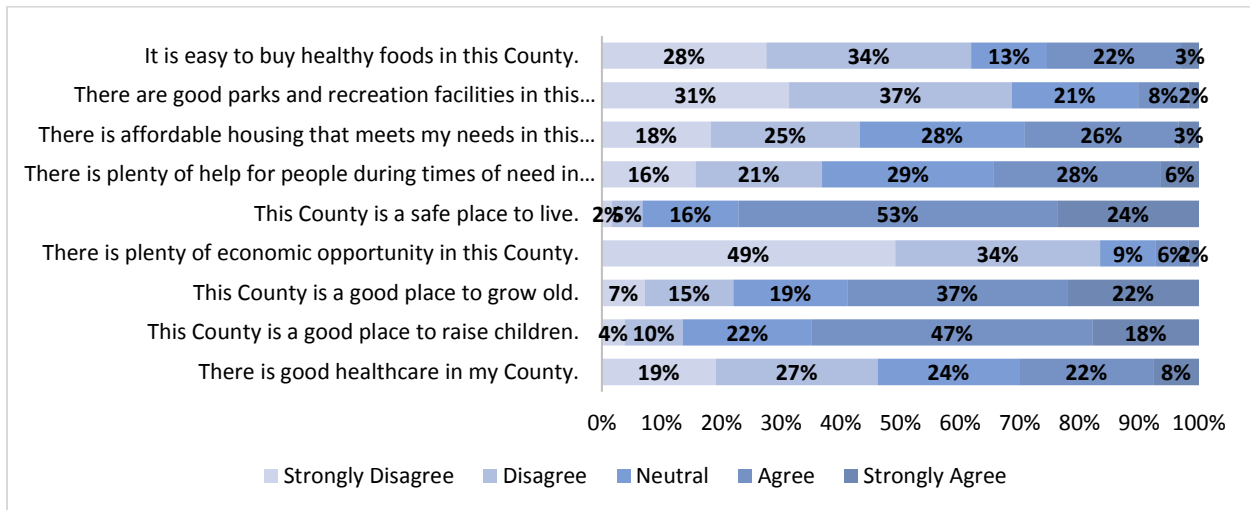 It is easy to buy healthy foods in this County. 28% 34% 13% 22% 3%
There are good parks and recreation facilities in this... 31% 37% 21% 8% 2%
There is affordable housing that meets my needs in this... 18% 25% 28% 26% 3%
There is plenty of help for people during times of need in... 16% 21% 29% 28% 6%
This County is a safe place to live. 2% 5% 16% 53% 24%
There is plenty of economic opportunity in this County. 49% 34% 9% 6% 2%
This County is a good place to grow old. 7% 15% 19% 37% 22%
This County is a good place to raise children. 4% 10% 22% 47% 18%
There is good healthcare in my County. 19% 27% 24% 22% 8%
0% 10% 20% 30% 40% 50% 60% 70% 80% 90% 100%
Strongly Disagree Disagree Neutral Agree Strongly Agree